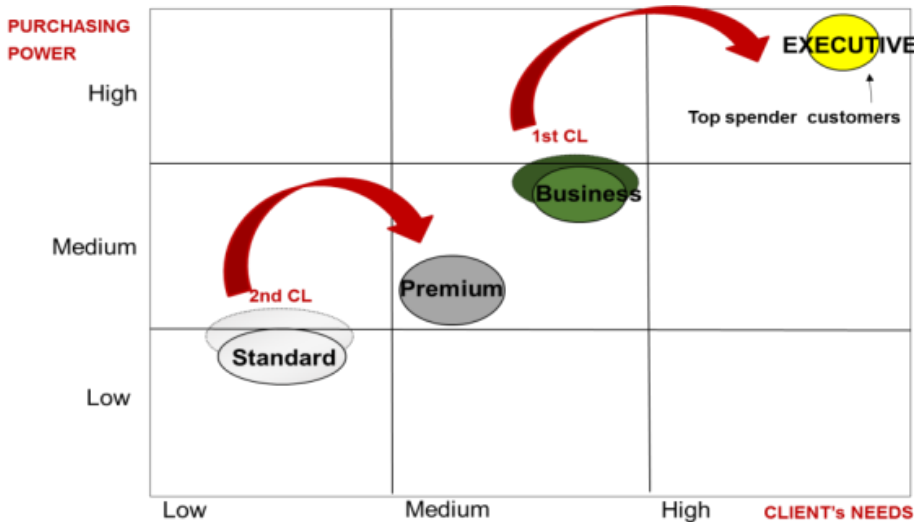 PURCHASING
POWER
EXECUTIVE
High
Top spender customers
1st CL
Business
Medium
Premium
2nd CL
Standard
Low
Low
Medium
High
CLIENT's NEEDS